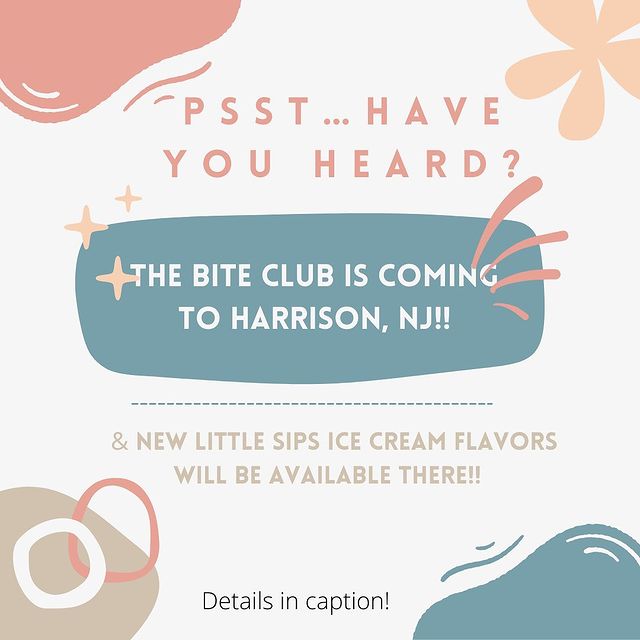 PSST...HAVE
YOU HEARD?
THE BITE CLUB IS COMING
TO HARRISON, NJ!!
& NEW LITTLE SIPS ICE CREAM FLAVORS
WILL BE AVAILABLE THERE!!
Details in caption!